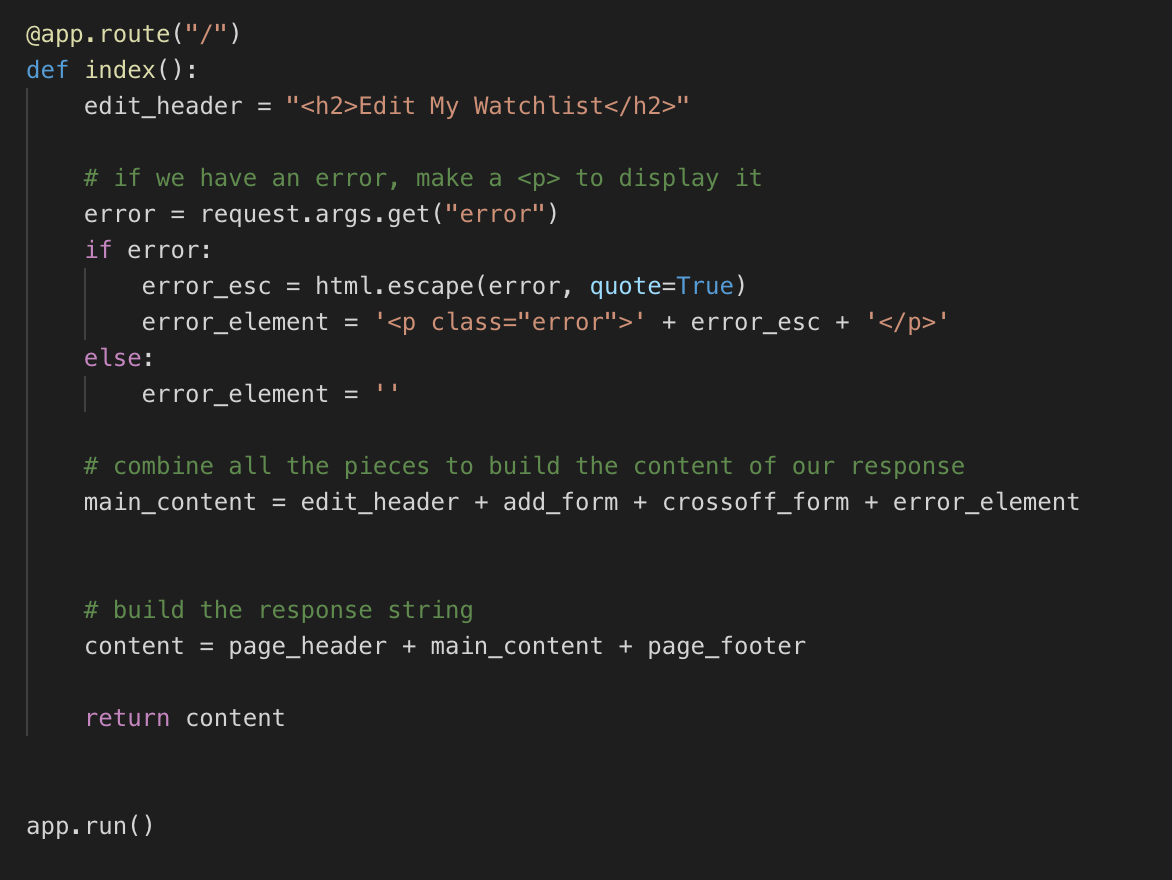 @app.route("/")
def index():
    edit_header = "<h2>Edit My Watchlist</h2>"

    # if we have an error, make a <p> to display it
    error = request.args.get("error")
    if error:
        error_esc = html.escape(error, quote=True)
        error_element = '<p class="error">' + error_esc + '</p>'
    else:
        error_element = ''

    # combine all the pieces to build the content of our response
    main_content = edit_header + add_form + crossoff_form + error_element


    # build the response string
    content = page_header + main_content + page_footer

    return content


app.run()